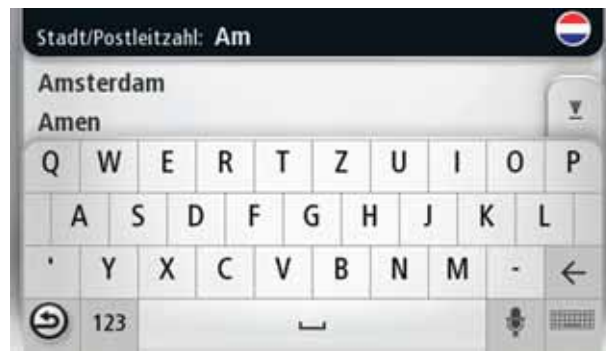 Stadt/Postleitzahl: Am
Amsterdam
Amen
Q W E R T Z U I O P
A S D F G H J K L
' Y X C V B N M -
123